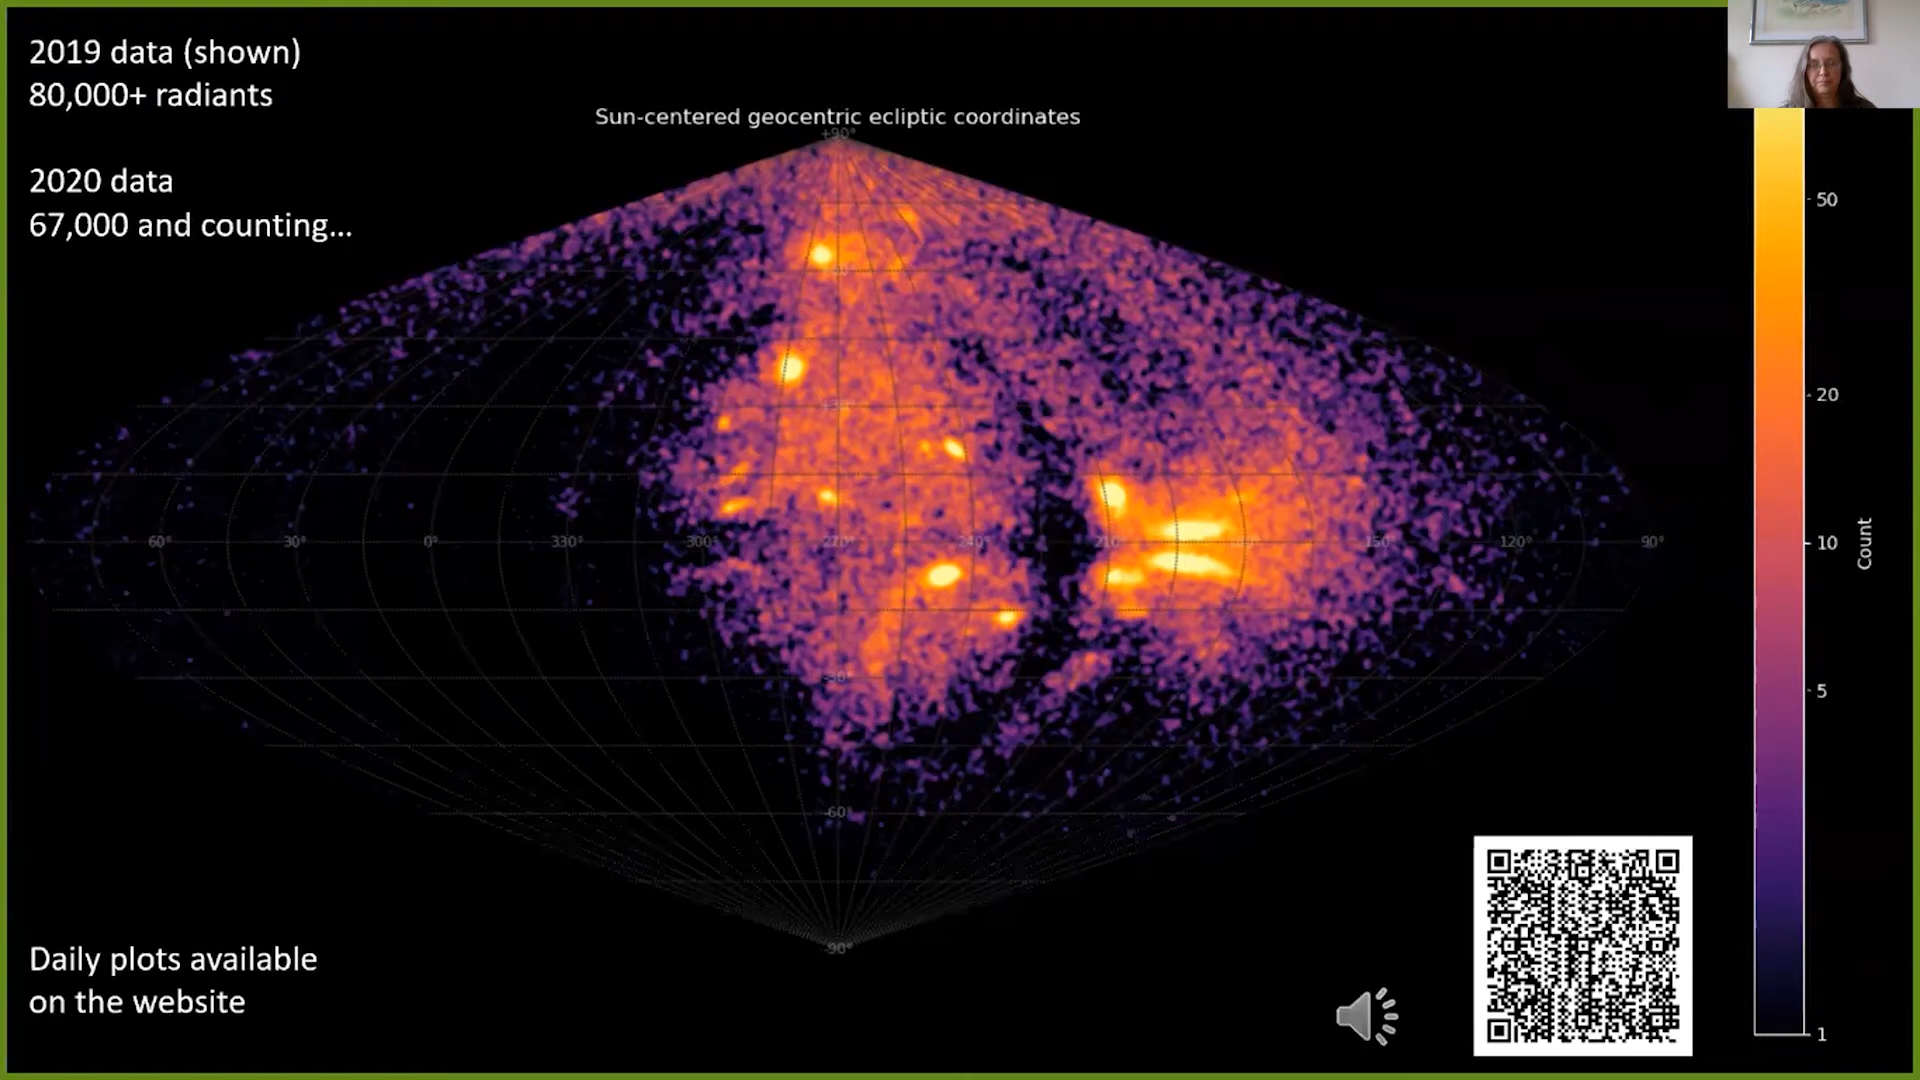 2019 data (shown)
80,000+ radiants
2020 data
67,000 and counting...
Sun-centered geocentric ecliptic coordinates
+90°
60°
30°
0°
330°
300°
270°
240°
210°
150°
120°
90°
-30°
-60°
-90°
50
20
10
5
1
Count
Daily plots available
on the website